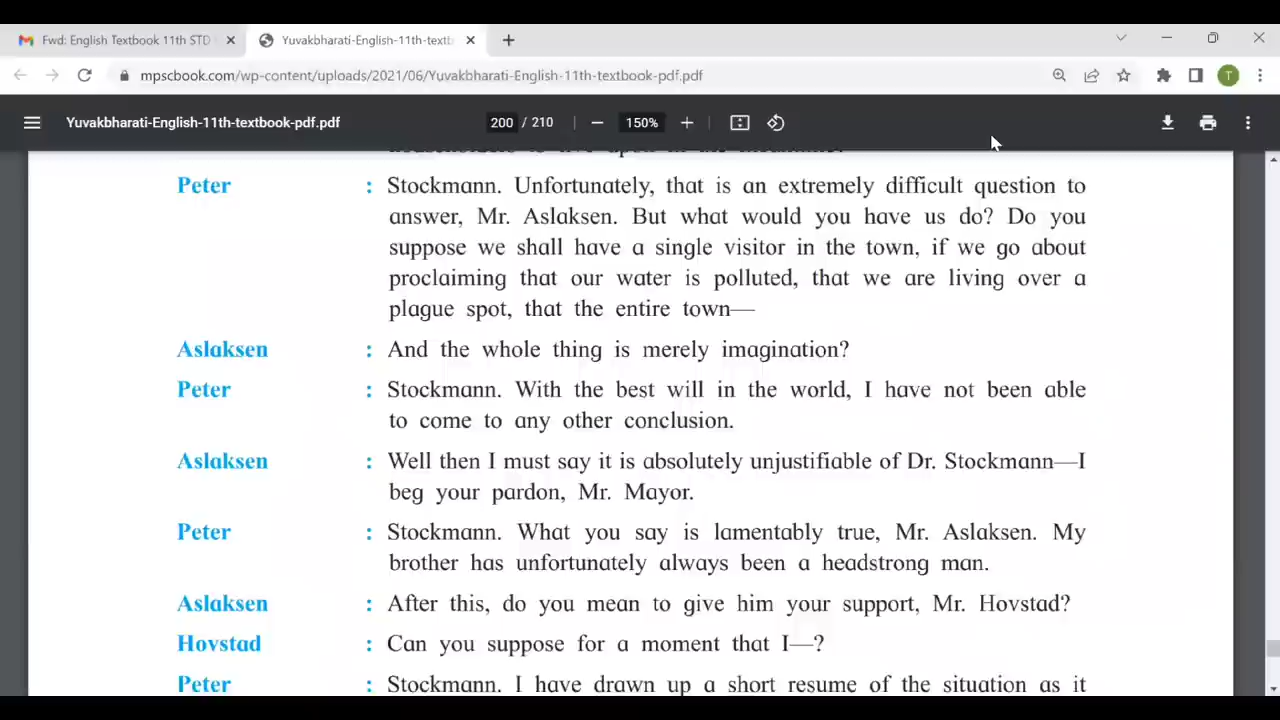 Fwd: English Textbook 11th STD
Yuvakbharati-English-11th-textb
mpscbook.com/wp-content/uploads/2021/06/Yuvakbharati-English-11th-textbook-pdf.pdf
T
Yuvakbharati-English-11th-textbook-pdf.pdf
200 / 210
150%
Peter : Stockmann. Unfortunately, that is an extremely difficult question to
answer, Mr. Aslaksen. But what would you have us do? Do you
suppose we shall have a single visitor in the town, if we go about
proclaiming that our water is polluted, that we are living over a
plague spot, that the entire town—
Aslaksen : And the whole thing is merely imagination?
Peter : Stockmann. With the best will in the world, I have not been able
to come to any other conclusion.
Aslaksen : Well then I must say it is absolutely unjustifiable of Dr. Stockmann—I
beg your pardon, Mr. Mayor.
Peter : Stockmann. What you say is lamentably true, Mr. Aslaksen. My
brother has unfortunately always been a headstrong man.
Aslaksen : After this, do you mean to give him your support, Mr. Hovstad?
Hovstad : Can you suppose for a moment that I—?
Peter : Stockmann. I have drawn up a short resume of the situation as it